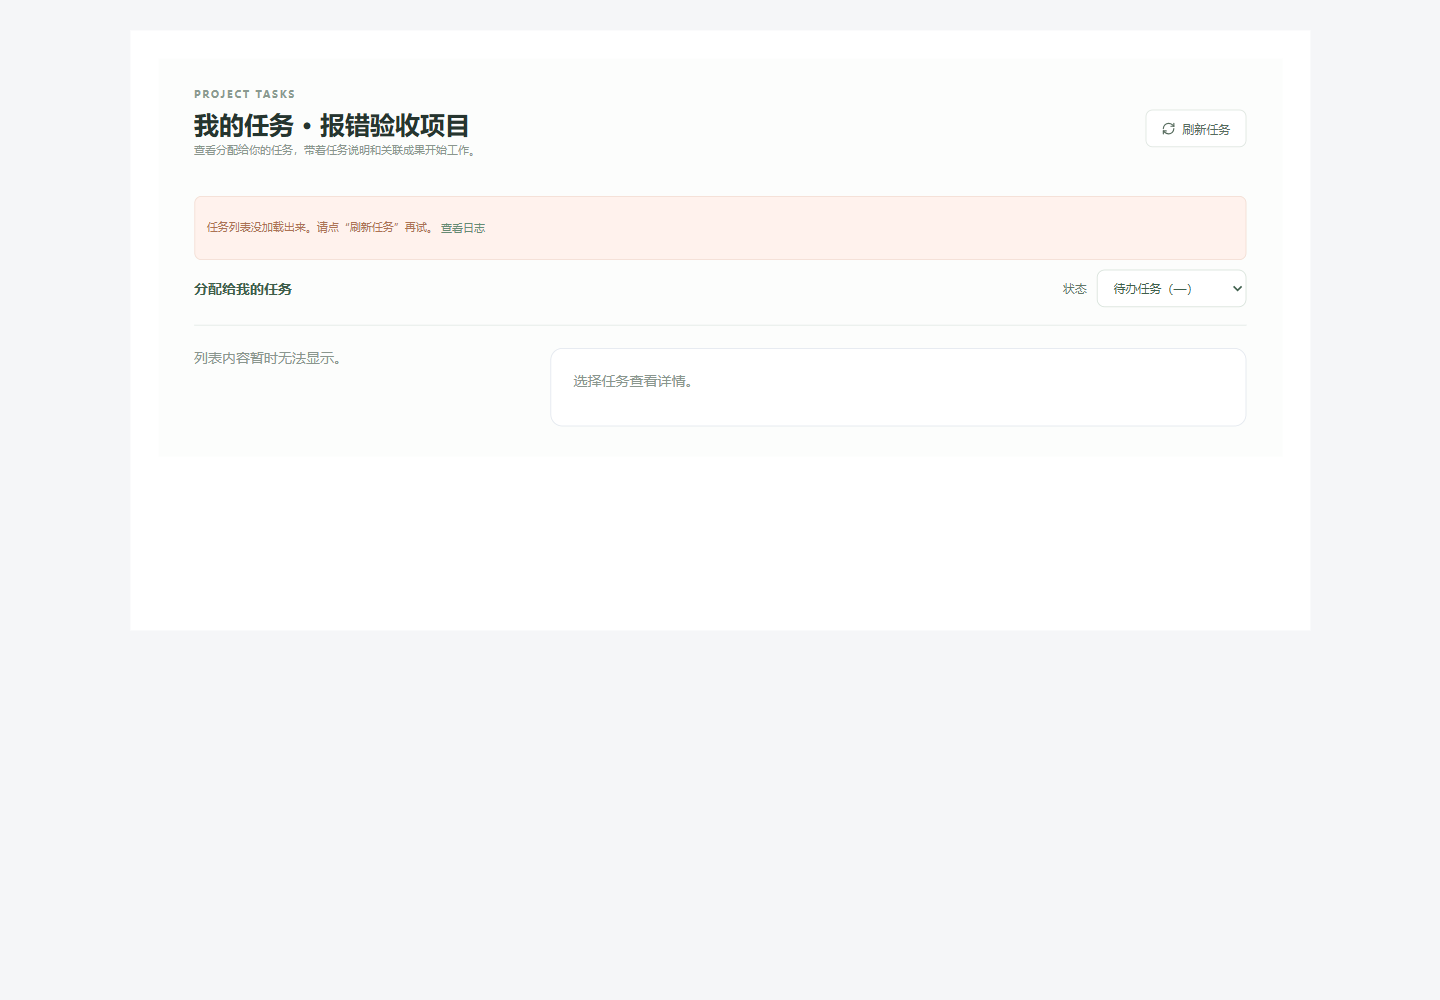 PROJECT TASKS
我的任务 · 报错验收项目
查看分配给你的任务，带着任务说明和关联成果开始工作。
刷新任务
任务列表没加载出来。请点“刷新任务”再试。 查看日志
分配给我的任务
状态
待办任务（—）
列表内容暂时无法显示。
选择任务查看详情。